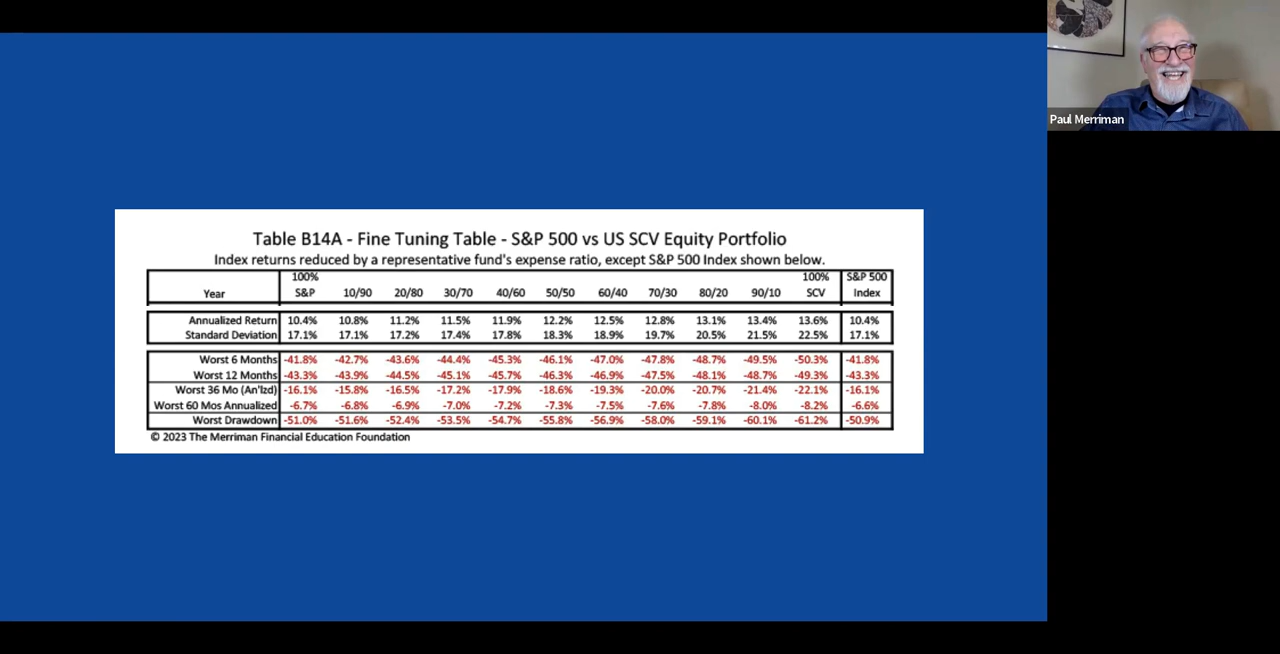 Paul Merriman
Table B14A - Fine Tuning Table - S&P 500 vs US SCV Equity Portfolio
Index returns reduced by a representative fund's expense ratio, except S&P 500 Index shown below.
100% 100% S&P 500
Year S&P 10/90 20/80 30/70 40/60 50/50 60/40 70/30 80/20 90/10 SCV Index
Annualized Return 10.4% 10.8% 11.2% 11.5% 11.9% 12.2% 12.5% 12.8% 13.1% 13.4% 13.6% 10.4%
Standard Deviation 17.1% 17.1% 17.2% 17.4% 17.8% 18.3% 18.9% 19.7% 20.5% 21.5% 22.5% 17.1%
Worst 6 Months -41.8% -42.7% -43.6% -44.4% -45.3% -46.1% -47.0% -47.8% -48.7% -49.5% -50.3% -41.8%
Worst 12 Months -43.3% -43.9% -44.5% -45.1% -45.7% -46.3% -46.9% -47.5% -48.1% -48.7% -49.3% -43.3%
Worst 36 Mo (An'lzd) -16.1% -15.8% -16.5% -17.2% -17.9% -18.6% -19.3% -20.0% -20.7% -21.4% -22.1% -16.1%
Worst 60 Mos Annualized -6.7% -6.8% -6.9% -7.0% -7.2% -7.3% -7.5% -7.6% -7.8% -8.0% -8.2% -6.6%
Worst Drawdown -51.0% -51.6% -52.4% -53.5% -54.7% -55.8% -56.9% -58.0% -59.1% -60.1% -61.2% -50.9%
© 2023 The Merriman Financial Education Foundation